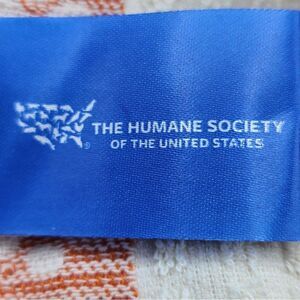 THE HUMANE SOCIETY
OF THE UNITED STATES
®